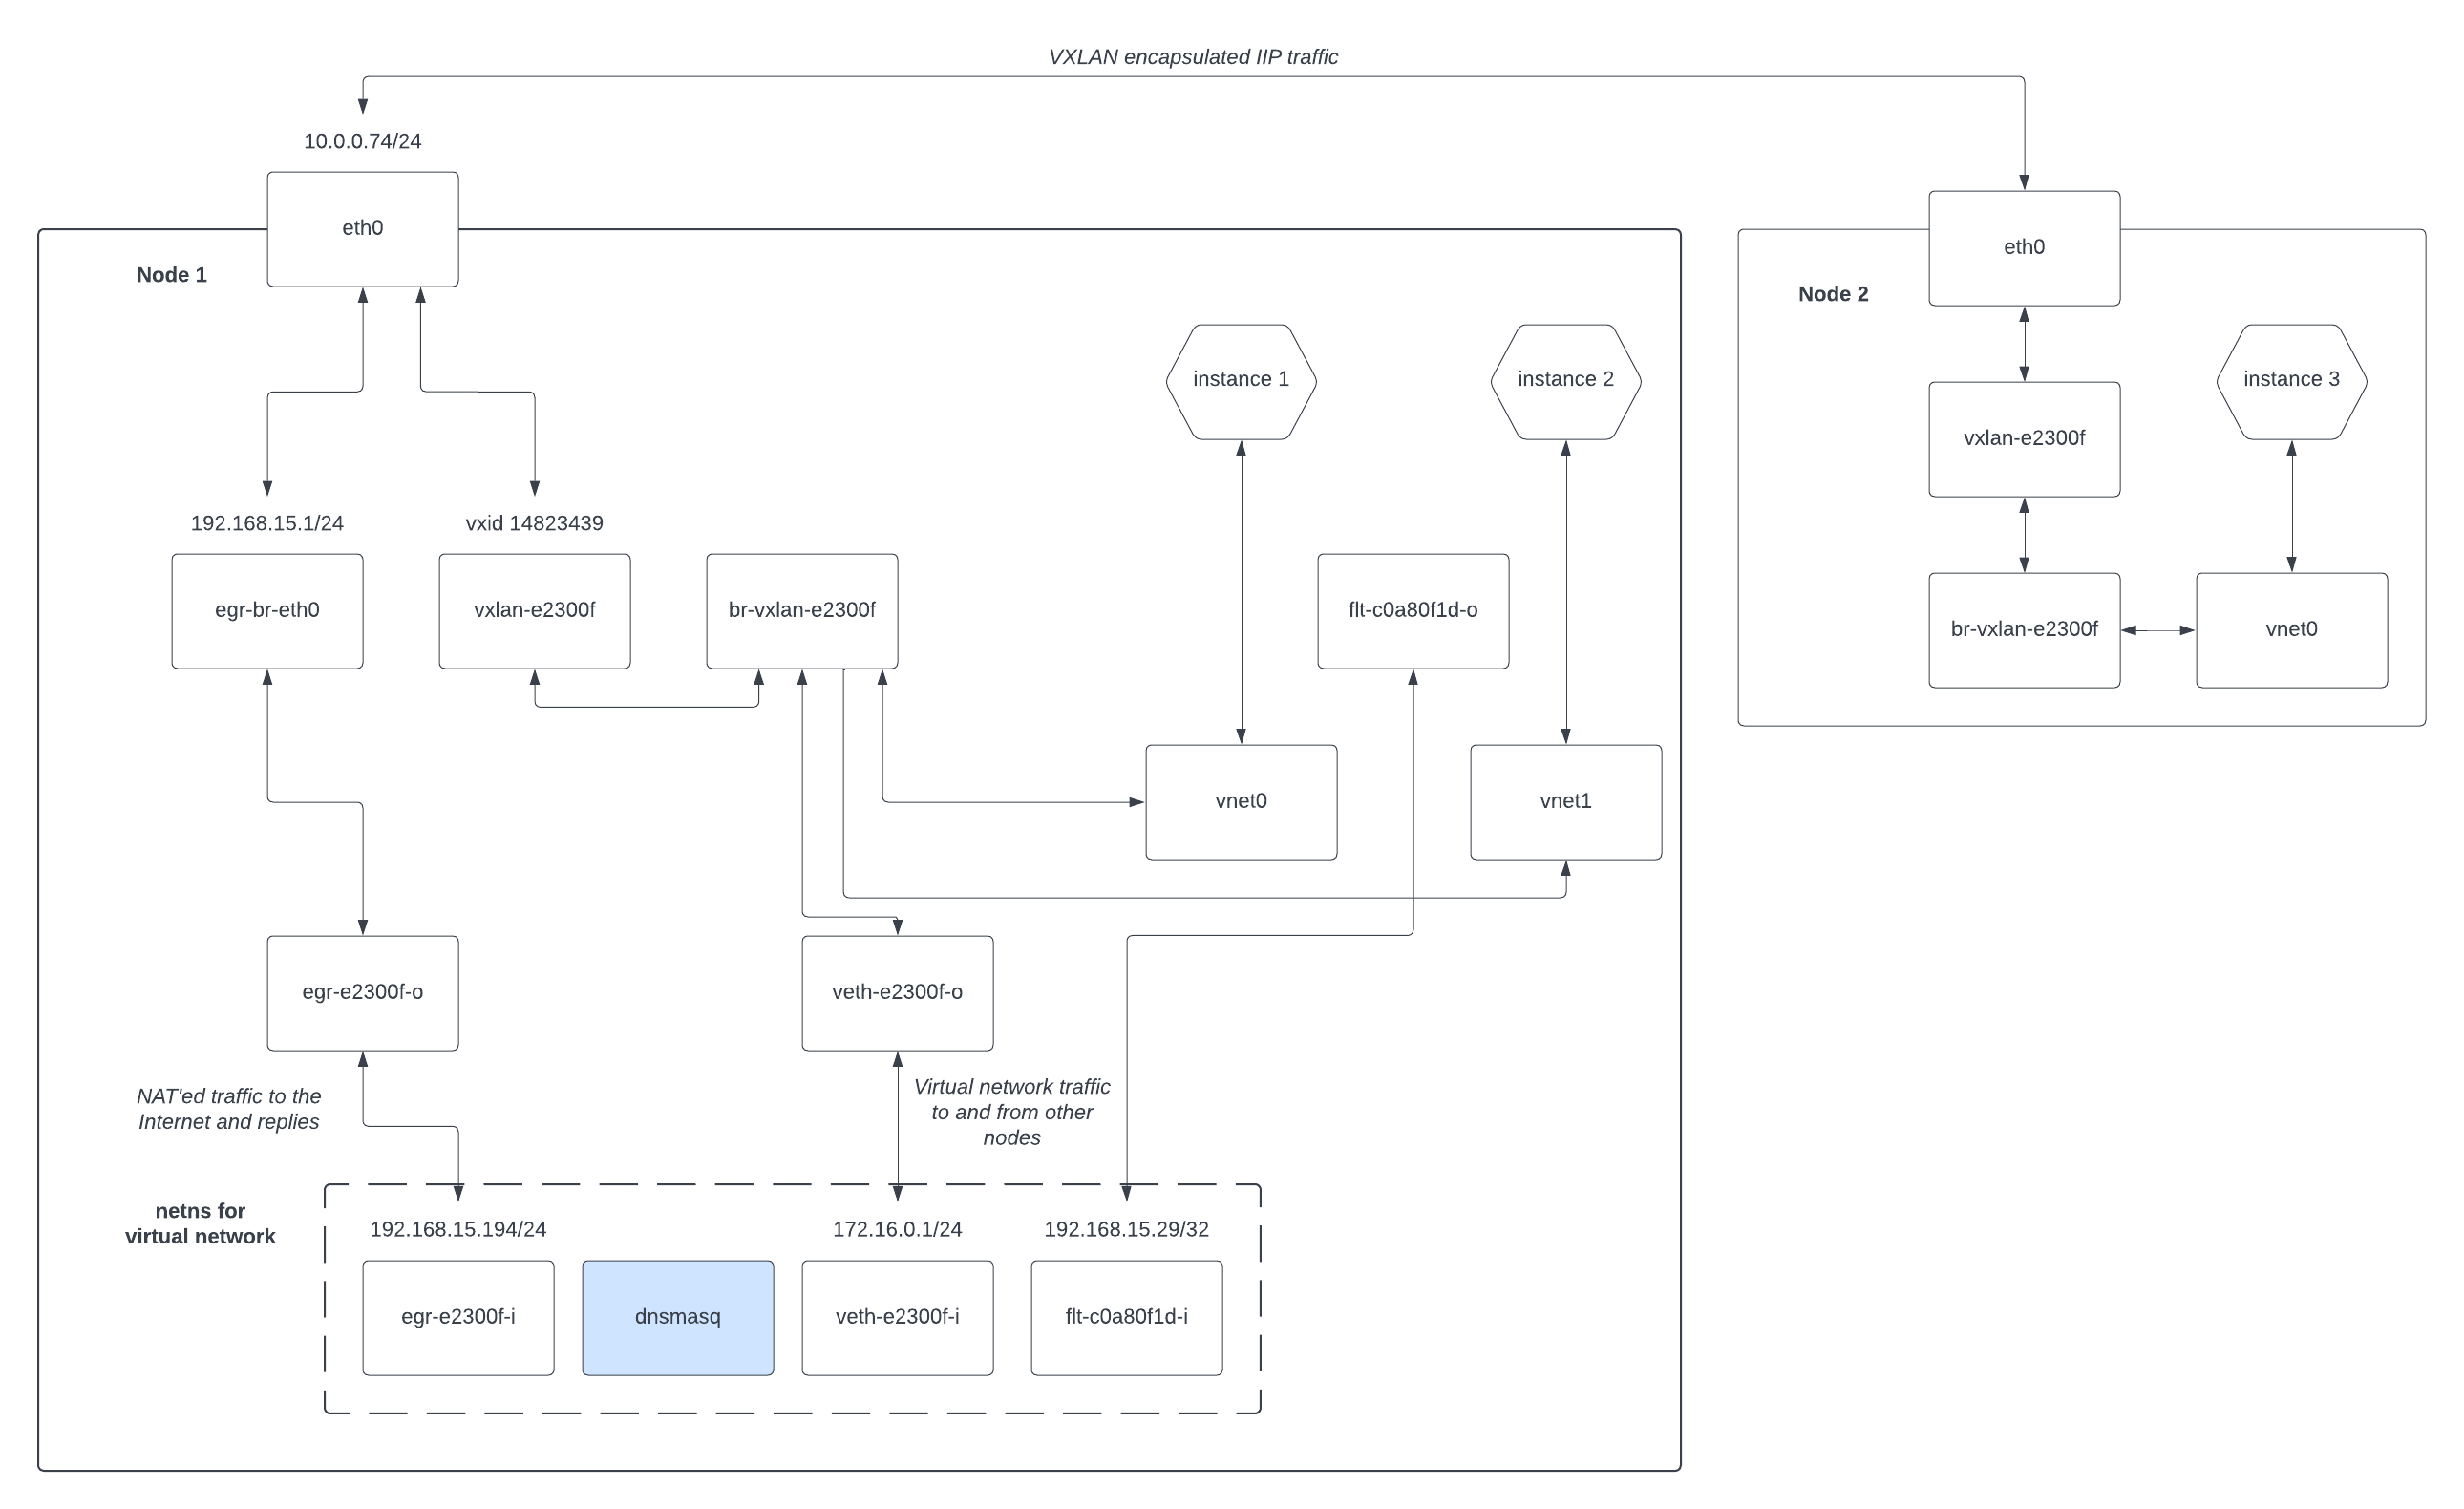 VXLAN encapsulated IIP traffic
10.0.0.74/24
eth0
Node 1
eth0
Node 2
instance 1
instance 2
instance 3
vxlan-e2300f
192.168.15.1/24
vxid 14823439
egr-br-eth0
vxlan-e2300f
br-vxlan-e2300f
flt-c0a80f1d-o
br-vxlan-e2300f
vnet0
vnet0
vnet1
egr-e2300f-o
veth-e2300f-o
NAT'ed traffic to the
Internet and replies
Virtual network traffic
to and from other
nodes
netns for
virtual network
192.168.15.194/24
172.16.0.1/24
192.168.15.29/32
egr-e2300f-i
dnsmasq
veth-e2300f-i
flt-c0a80f1d-i